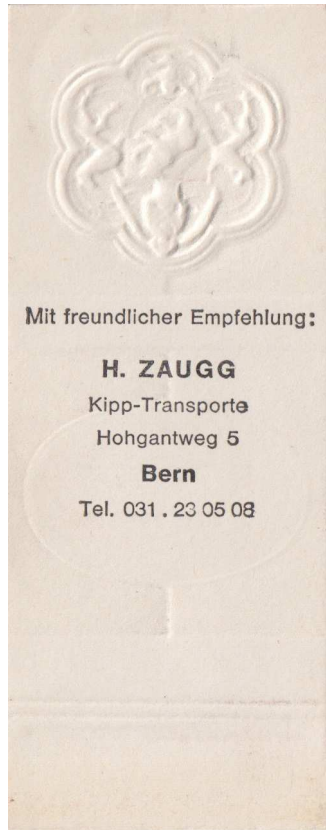 Mit freundlicher Empfehlung:
H. ZAUGG
Kipp-Transporte
Hohgantweg 5
Bern
Tel. 031 . 23 05 08